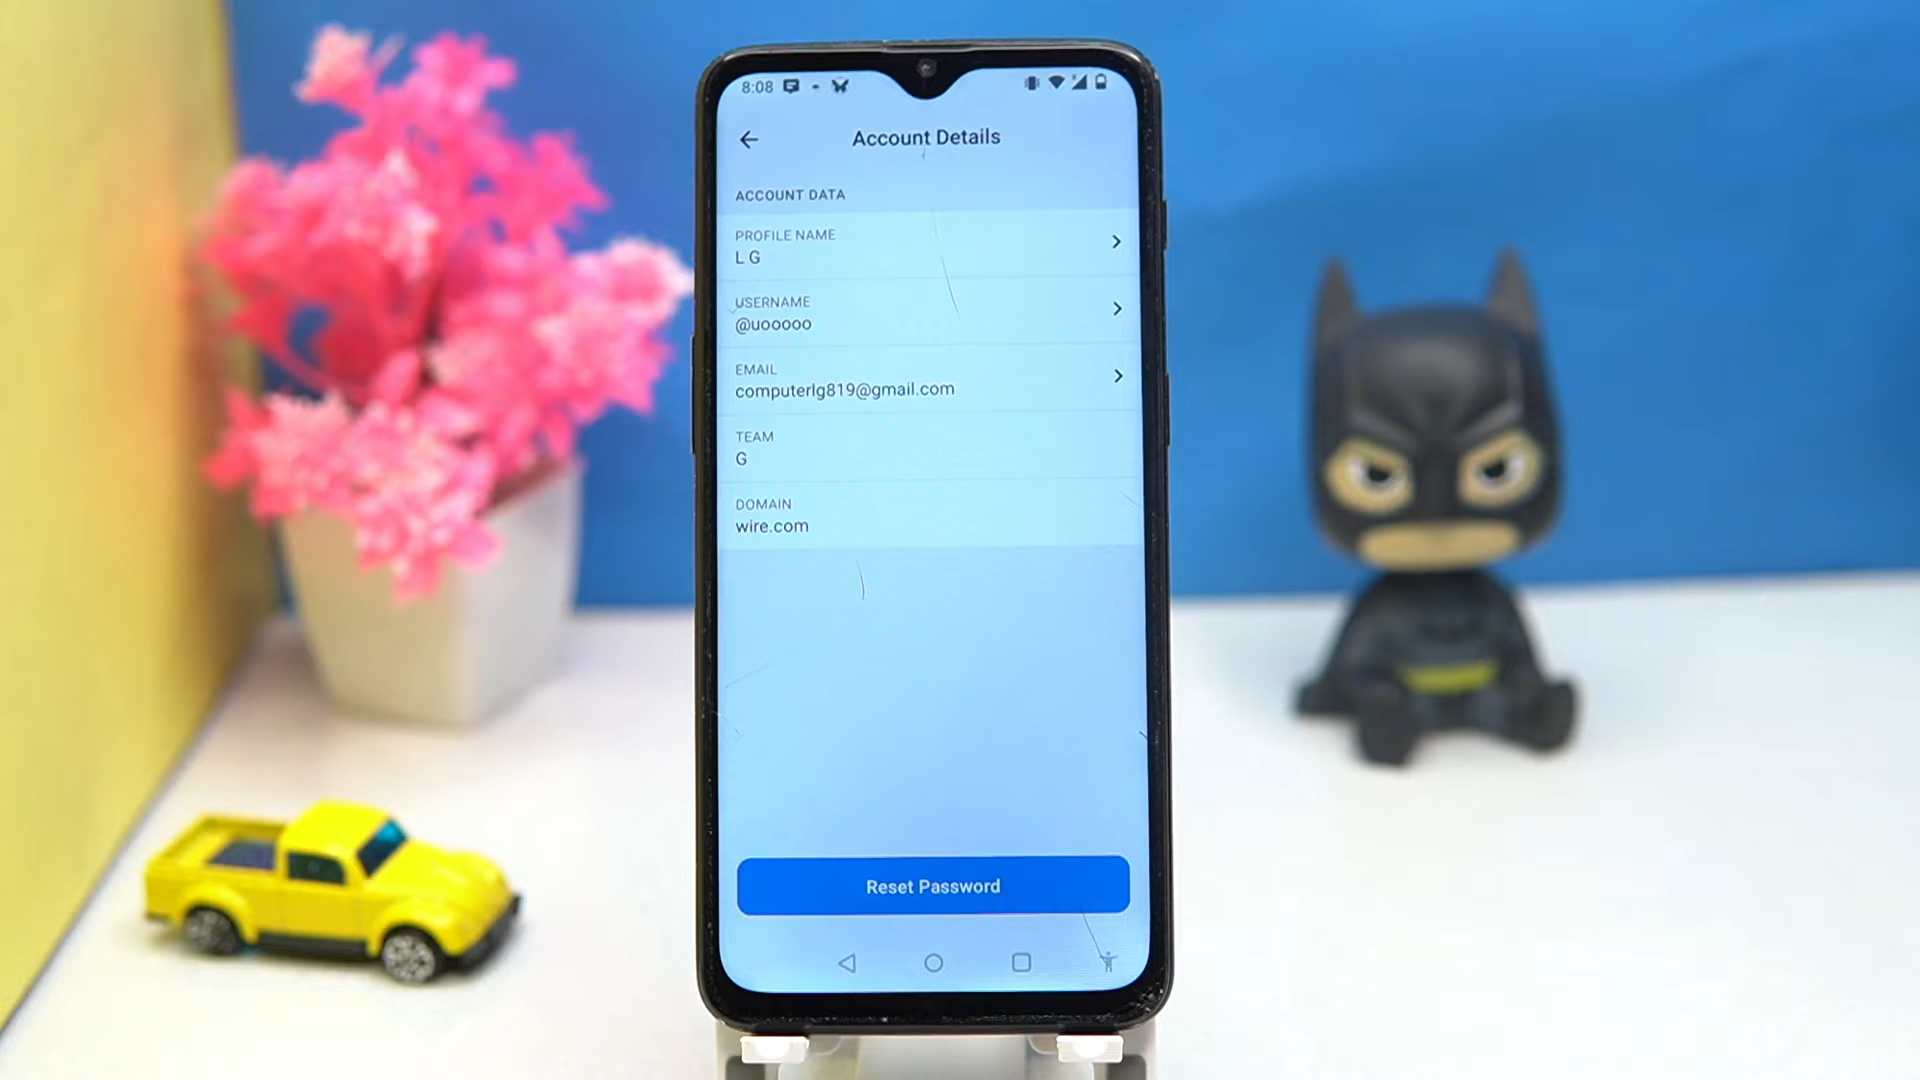 8:08
Account Details
ACCOUNT DATA
PROFILE NAME
L G
USERNAME
@uooooo
EMAIL
computerlg819@gmail.com
TEAM
G
DOMAIN
wire.com
Reset Password